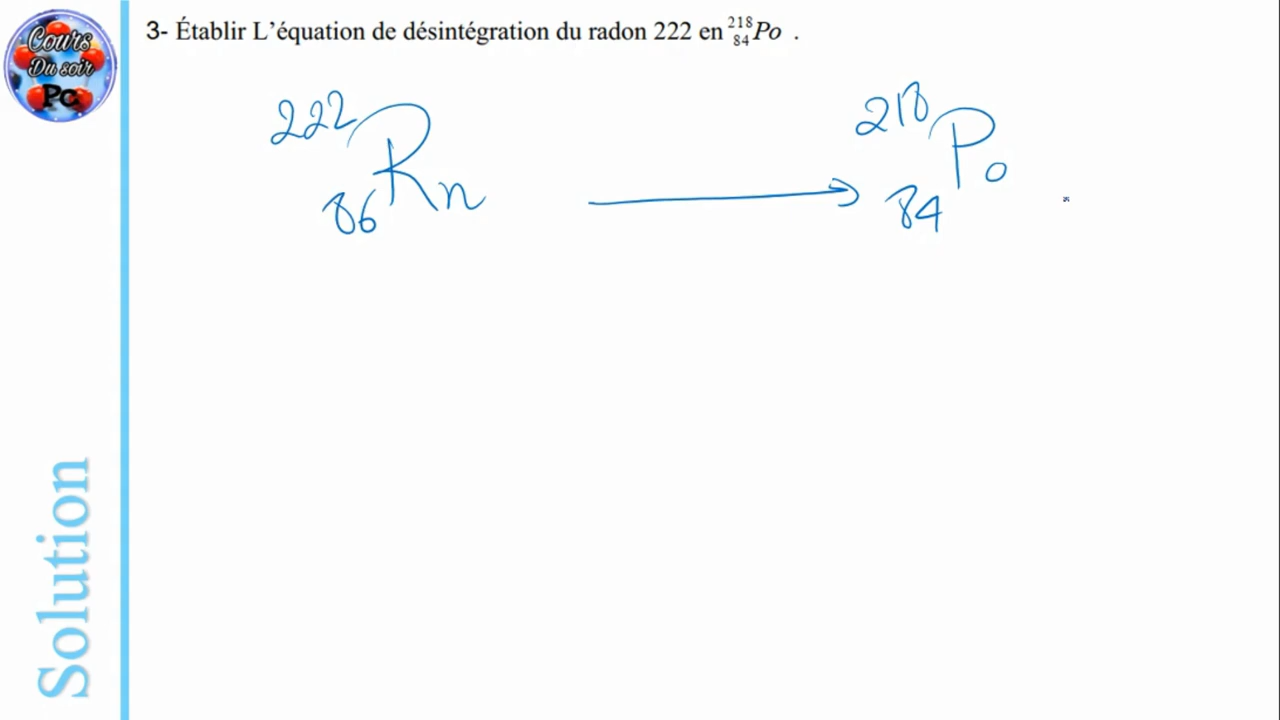 Cours
Du soir
Pc
3- Établir L’équation de désintégration du radon 222 en ²¹⁸₈₄Po .
²²²₈₆Rn ⟶ ²¹⁸₈₄Po
Solution